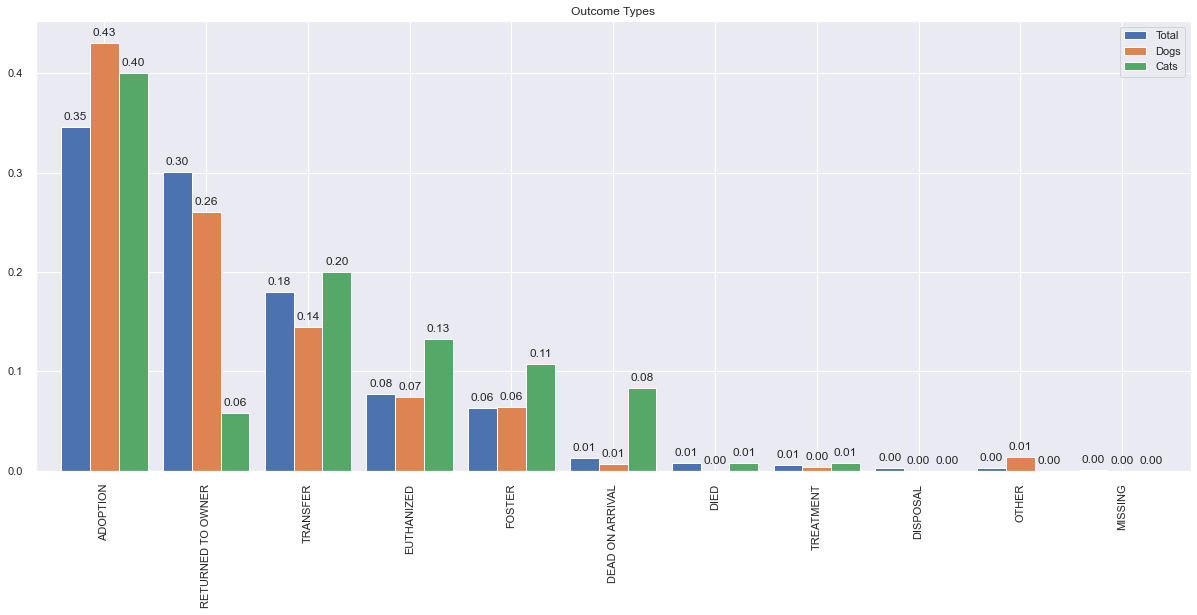 Outcome Types
Total
Dogs
Cats
0.4
0.3
0.2
0.1
0.0
0.35 0.43 0.40
0.30 0.26 0.06
0.18 0.14 0.20
0.08 0.07 0.13
0.06 0.06 0.11
0.01 0.01 0.08
0.01 0.00 0.01
0.01 0.00 0.01
0.00 0.00 0.00
0.00 0.01 0.00
0.00 0.00 0.00
ADOPTION
RETURNED TO OWNER
TRANSFER
EUTHANIZED
FOSTER
DEAD ON ARRIVAL
DIED
TREATMENT
DISPOSAL
OTHER
MISSING